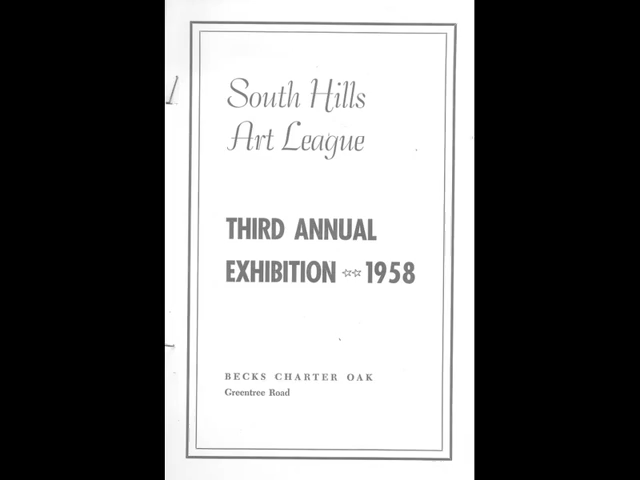 South Hills
Art League
THIRD ANNUAL
EXHIBITION ☆☆ 1958
BECKS CHARTER OAK
Greentree Road